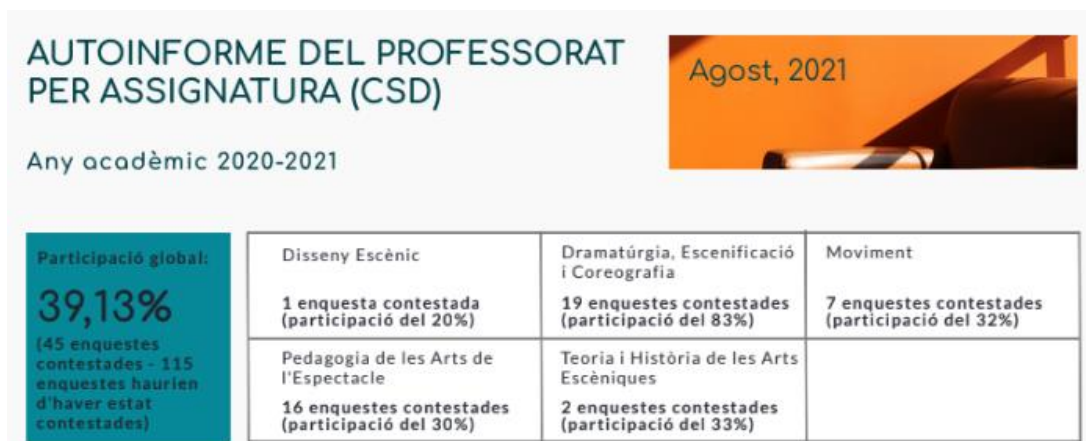 AUTOINFORME DEL PROFESSORAT
PER ASSIGNATURA (CSD)
Agost, 2021
Any acadèmic 2020-2021
Participació global:
39,13%
(45 enquestes
contestades - 115
enquestes haurien
d'haver estat
contestades)
Disseny Escènic
1 enquesta contestada
(participació del 20%)
Dramatúrgia, Escenificació
i Coreografia
19 enquestes contestades
(participació del 83%)
Moviment
7 enquestes contestades
(participació del 32%)
Pedagogia de les Arts de
l'Espectacle
16 enquestes contestades
(participació del 30%)
Teoria i Història de les Arts
Escèniques
2 enquestes contestades
(participació del 33%)